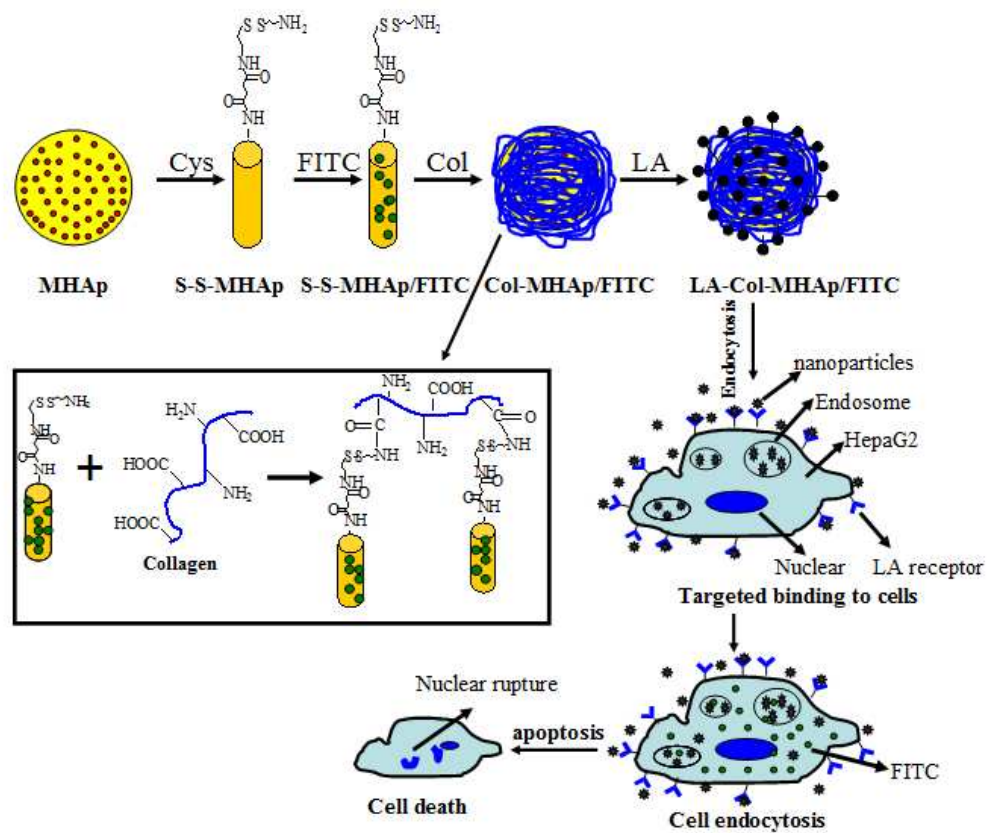 S S NH2
NH
O
O
NH
S S NH2
NH
O
O
NH
Cys
FITC
Col
LA
MHAp
S-S-MHAp
S-S-MHAp/FITC
Col-MHAp/FITC
LA-Col-MHAp/FITC
Endocytosis
nanoparticles
Endosome
HepaG2
Nuclear
LA receptor
Targeted binding to cells
S S NH2
NH
O
O
NH
+
H2N
COOH
HOOC
NH2
HOOC
Collagen
NH2
COOH
O
NH
NH2
O
NH
S S
NH
O
O
NH
S S
NH
O
O
NH
Nuclear rupture
apoptosis
FITC
Cell death
Cell endocytosis